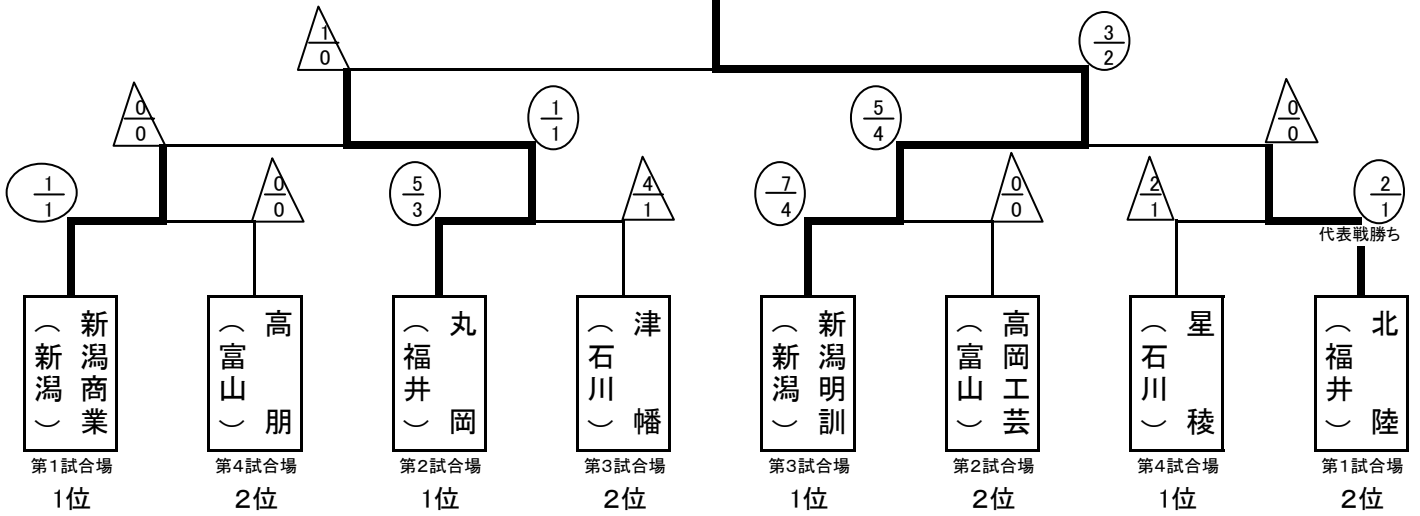 1
0
3
2
0
0
1
1
5
4
0
0
1
1
0
0
5
3
4
1
7
4
0
0
2
1
2
1
代表戦勝ち
新潟商業
（新潟）
高朋
（富山）
丸岡
（福井）
津幡
（石川）
新潟明訓
（新潟）
高岡工芸
（富山）
星稜
（石川）
北陸
（福井）
第1試合場
第4試合場
第2試合場
第3試合場
第3試合場
第2試合場
第4試合場
第1試合場
1位
2位
1位
2位
1位
2位
1位
2位